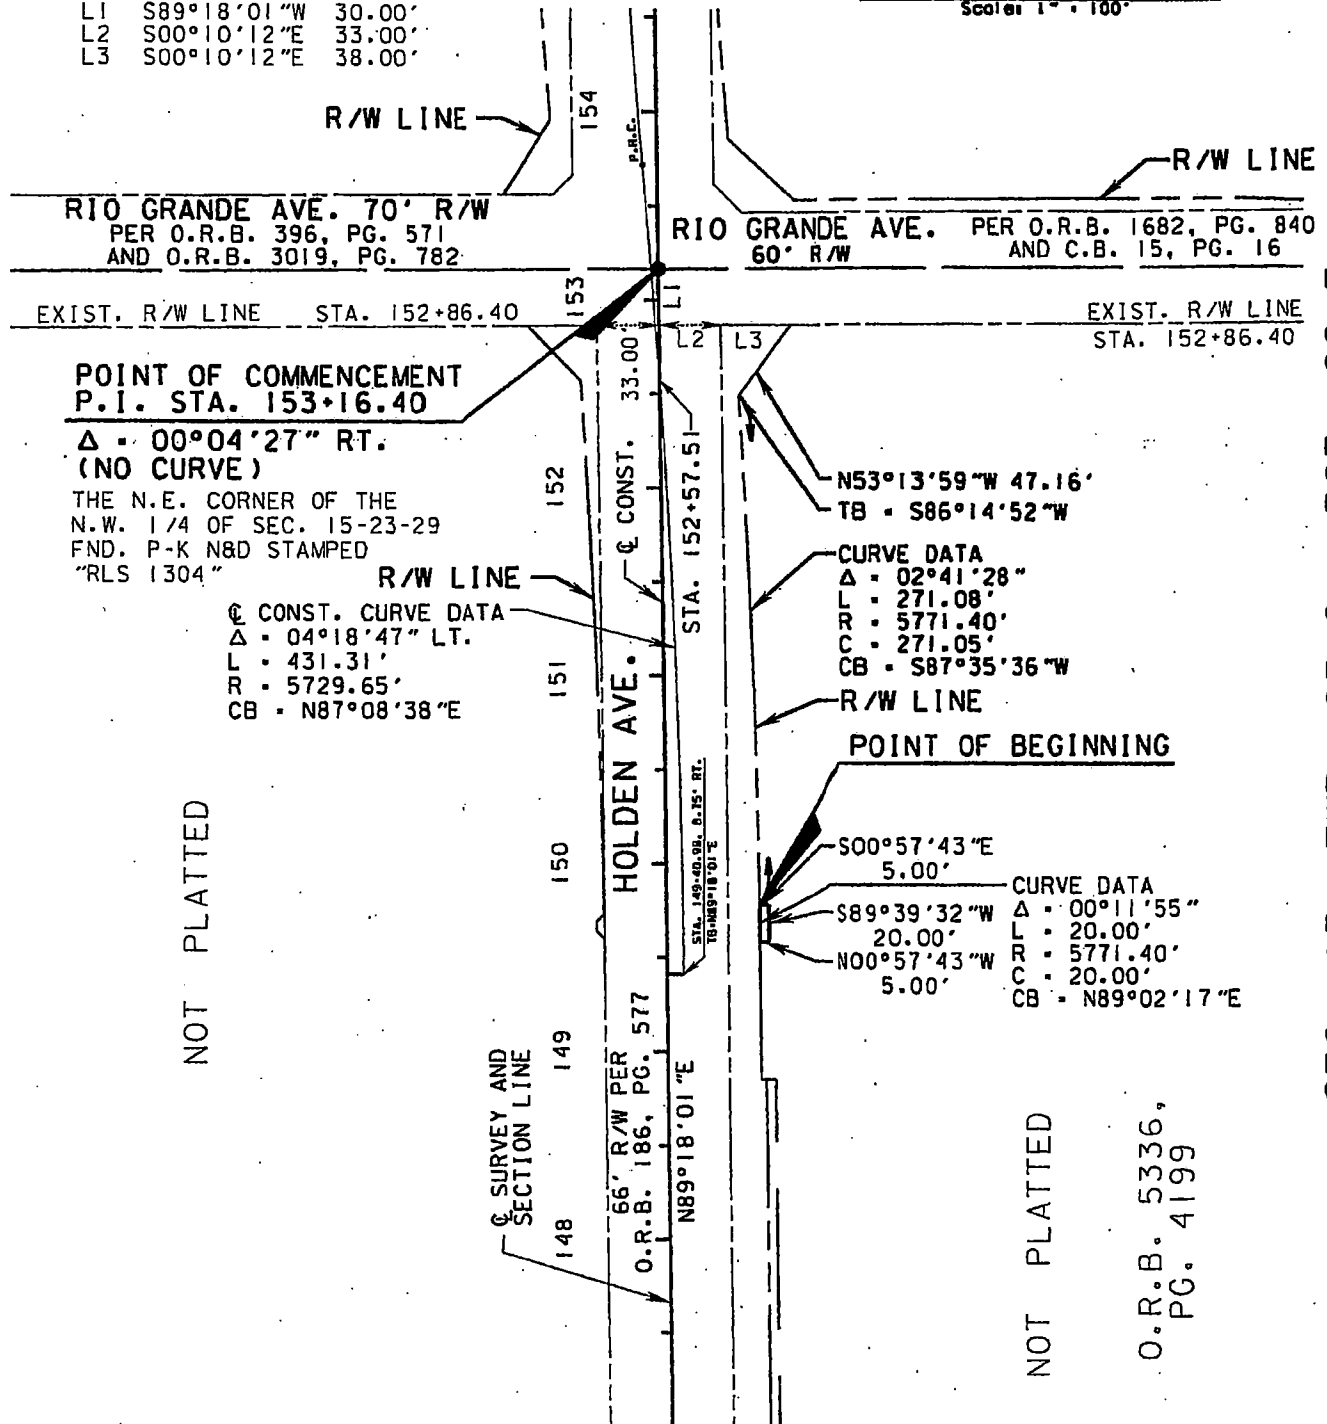 L1 S89°18'01"W 30.00'
L2 S00°10'12"E 33.00'
L3 S00°10'12"E 38.00'
Scale: 1" = 100'
R/W LINE
154
P.R.C.
R/W LINE
RIO GRANDE AVE. 70' R/W
PER O.R.B. 396, PG. 571
AND O.R.B. 3019, PG. 782
RIO GRANDE AVE.
60' R/W
PER O.R.B. 1682, PG. 840
AND C.B. 15, PG. 16
153
L1
EXIST. R/W LINE STA. 152+86.40
EXIST. R/W LINE
STA. 152+86.40
L2
L3
33.00'
POINT OF COMMENCEMENT
P.I. STA. 153+16.40
Δ = 00°04'27" RT.
(NO CURVE)
THE N.E. CORNER OF THE
N.W. 1/4 OF SEC. 15-23-29
FND. P-K N&D STAMPED
"RLS 1304"
152
℄ CONST.
STA. 152+57.51
N53°13'59"W 47.16'
TB = S86°14'52"W
CURVE DATA
Δ = 02°41'28"
L = 271.08'
R = 5771.40'
C = 271.05'
CB = S87°35'36"W
R/W LINE
R/W LINE
℄ CONST. CURVE DATA
Δ = 04°18'47" LT.
L = 431.31'
R = 5729.65'
CB = N87°08'38"E
151
HOLDEN AVE.
POINT OF BEGINNING
STA. 149+40.99, 8.75' RT.
150
NOT PLATTED
S00°57'43"E
5.00'
S89°39'32"W
20.00'
N00°57'43"W
5.00'
CURVE DATA
Δ = 00°11'55"
L = 20.00'
R = 5771.40'
C = 20.00'
CB = N89°02'17"E
149
℄ SURVEY AND
SECTION LINE
66' R/W PER
O.R.B. 186, PG. 577
N89°18'01"E
148
NOT PLATTED
O.R.B. 5336,
PG. 4199